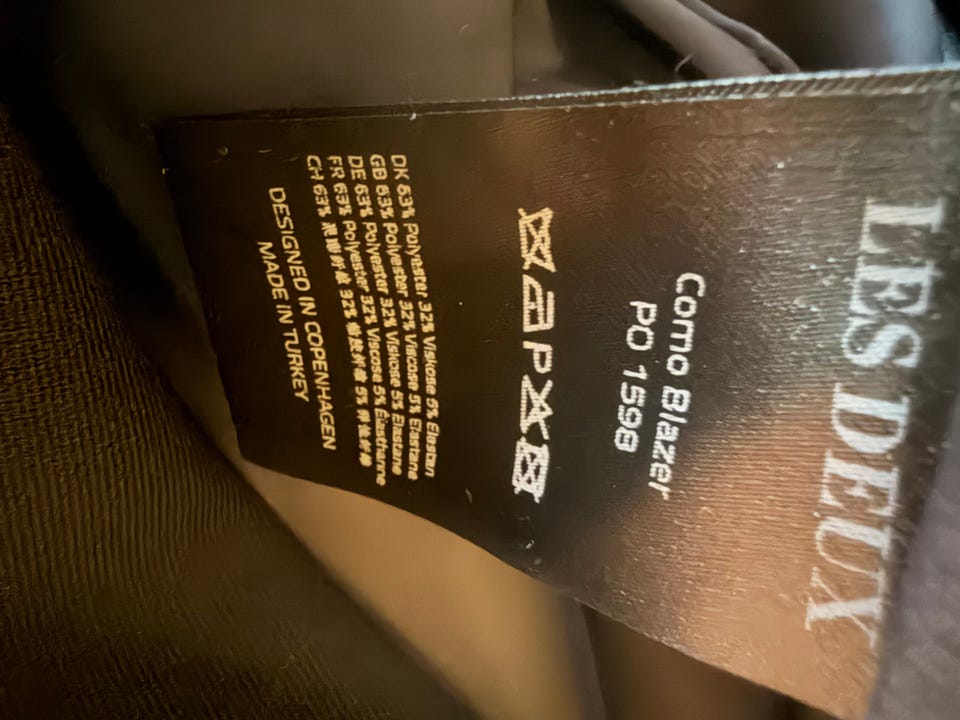 LES DEUX
Como Blazer
PO 1598
P
DK 63% Polyester 32% Viskose 5% Elastan
GB 63% Polyester 32% Viscose 5% Elastane
DE 63% Polyester 32% Viskose 5% Elastane
FR 63% Polyester 32% Viscose 5% Elasthanne
CH 63% 32% 5%
DESIGNED IN COPENHAGEN
MADE IN TURKEY